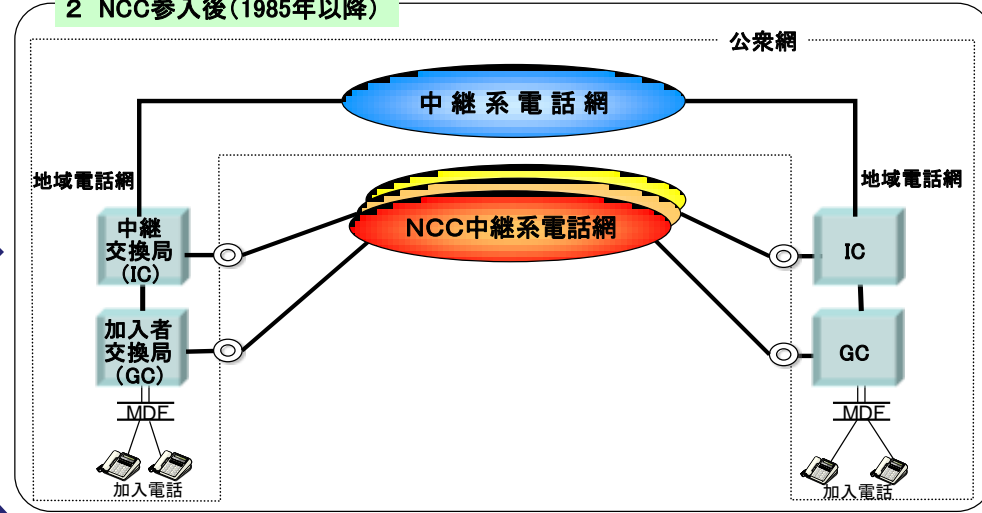 ２ NCC参入後（1985年以降）
公衆網
中継系電話網
地域電話網
地域電話網
NCC中継系電話網
中継
交換局
(IC)
IC
加入者
交換局
(GC)
GC
MDF
MDF
加入電話
加入電話